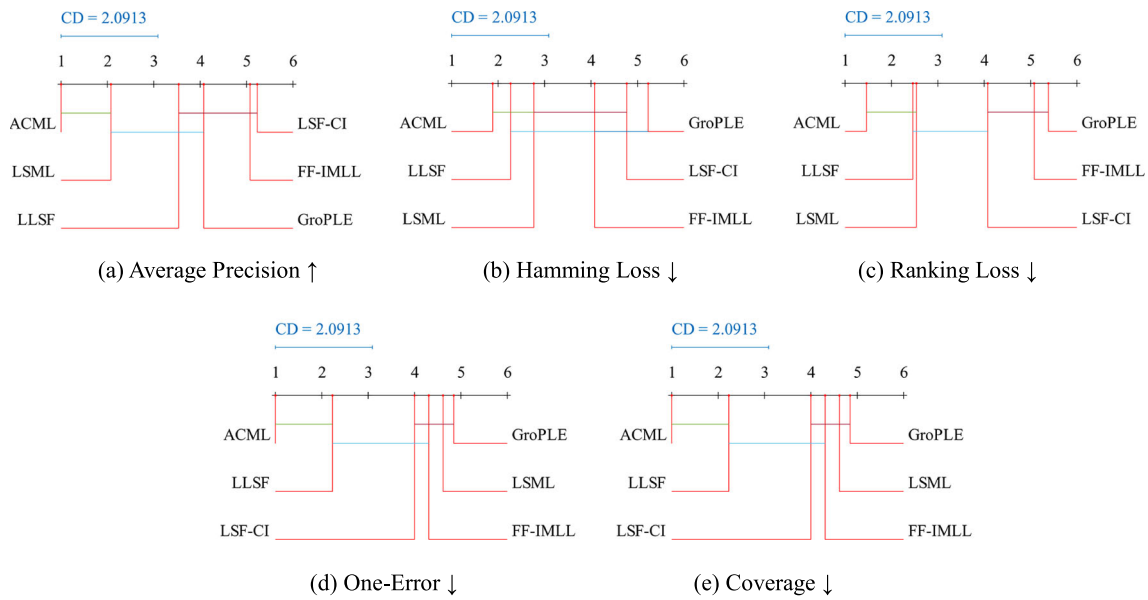 CD = 2.0913
1 2 3 4 5 6
ACML
LSML
LLSF
LSF-CI
FF-IMLL
GroPLE
(a) Average Precision ↑
CD = 2.0913
1 2 3 4 5 6
ACML
LLSF
LSML
GroPLE
LSF-CI
FF-IMLL
(b) Hamming Loss ↓
CD = 2.0913
1 2 3 4 5 6
ACML
LLSF
LSML
GroPLE
FF-IMLL
LSF-CI
(c) Ranking Loss ↓
CD = 2.0913
1 2 3 4 5 6
ACML
LLSF
LSF-CI
GroPLE
LSML
FF-IMLL
(d) One-Error ↓
CD = 2.0913
1 2 3 4 5 6
ACML
LLSF
LSF-CI
GroPLE
LSML
FF-IMLL
(e) Coverage ↓